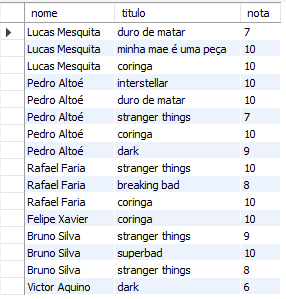 nome titulo nota
Lucas Mesquita duro de matar 7
Lucas Mesquita minha mae é uma peça 10
Lucas Mesquita coringa 10
Pedro Altoé interstellar 10
Pedro Altoé duro de matar 10
Pedro Altoé stranger things 7
Pedro Altoé coringa 10
Pedro Altoé dark 9
Rafael Faria stranger things 10
Rafael Faria breaking bad 8
Rafael Faria coringa 10
Felipe Xavier coringa 10
Bruno Silva stranger things 9
Bruno Silva superbad 10
Bruno Silva stranger things 8
Victor Aquino dark 6